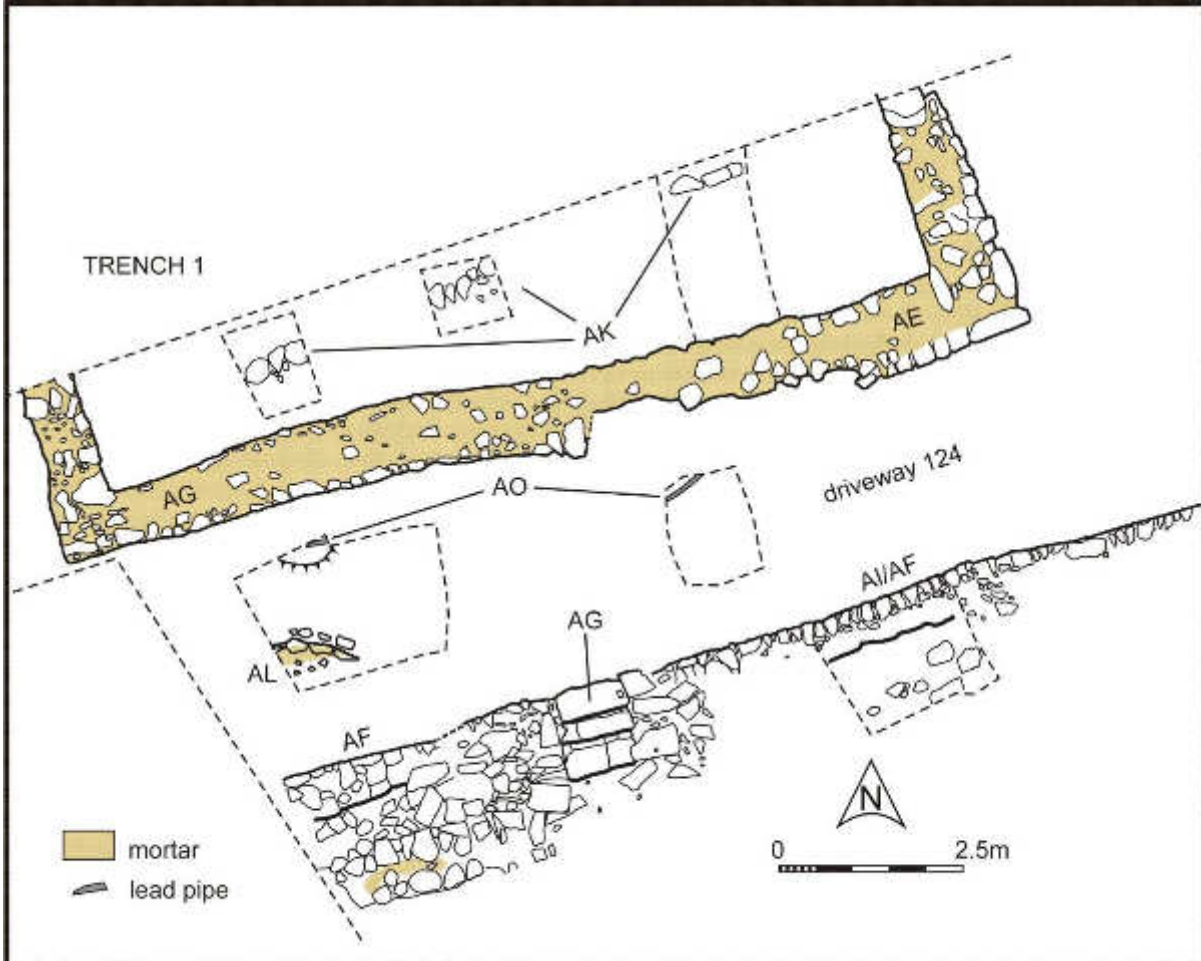 TRENCH 1
AK
AE
AG
AO
driveway 124
AI/AF
AG
AL
AF
N
mortar
lead pipe
0 2.5m